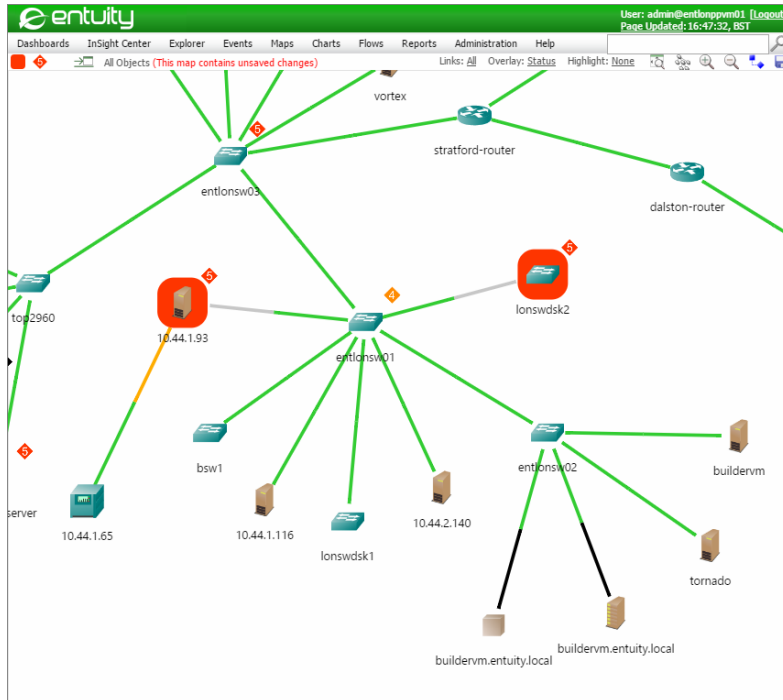 entuity
User: admin@entlonppvm01 [Logout
Page Updated:16:47:32, BST
Dashboards InSight Center Explorer Events Maps Charts Flows Reports Administration Help
5 All Objects (This map contains unsaved changes) Links: All Overlay: Status Highlight: None
vortex
5
stratford-router
entlonsw03
dalston-router
5
5
4
top2960
lonswdsk2
10.44.1.93
entlonsw01
5
bsw1
entlonsw02
buildervm
server
10.44.1.65
10.44.1.116
lonswdsk1
10.44.2.140
tornado
buildervm.entuity.local
buildervm.entuity.local